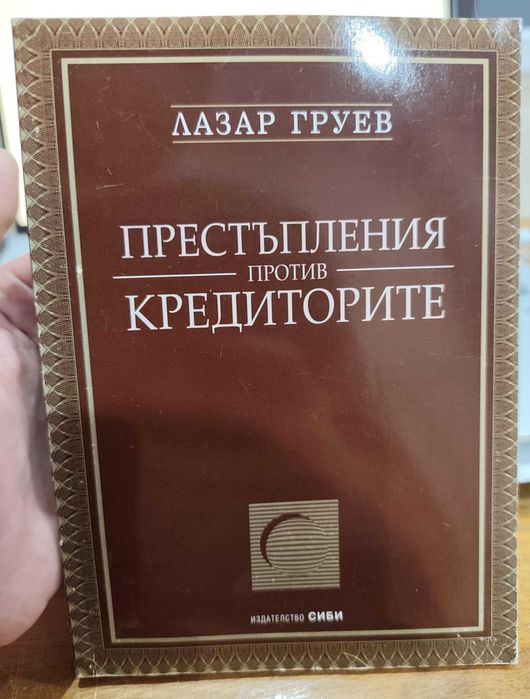 ЛАЗАР ГРУЕВ
ПРЕСТЪПЛЕНИЯ
ПРОТИВ
КРЕДИТОРИТЕ
ИЗДАТЕЛСТВО СИБИ